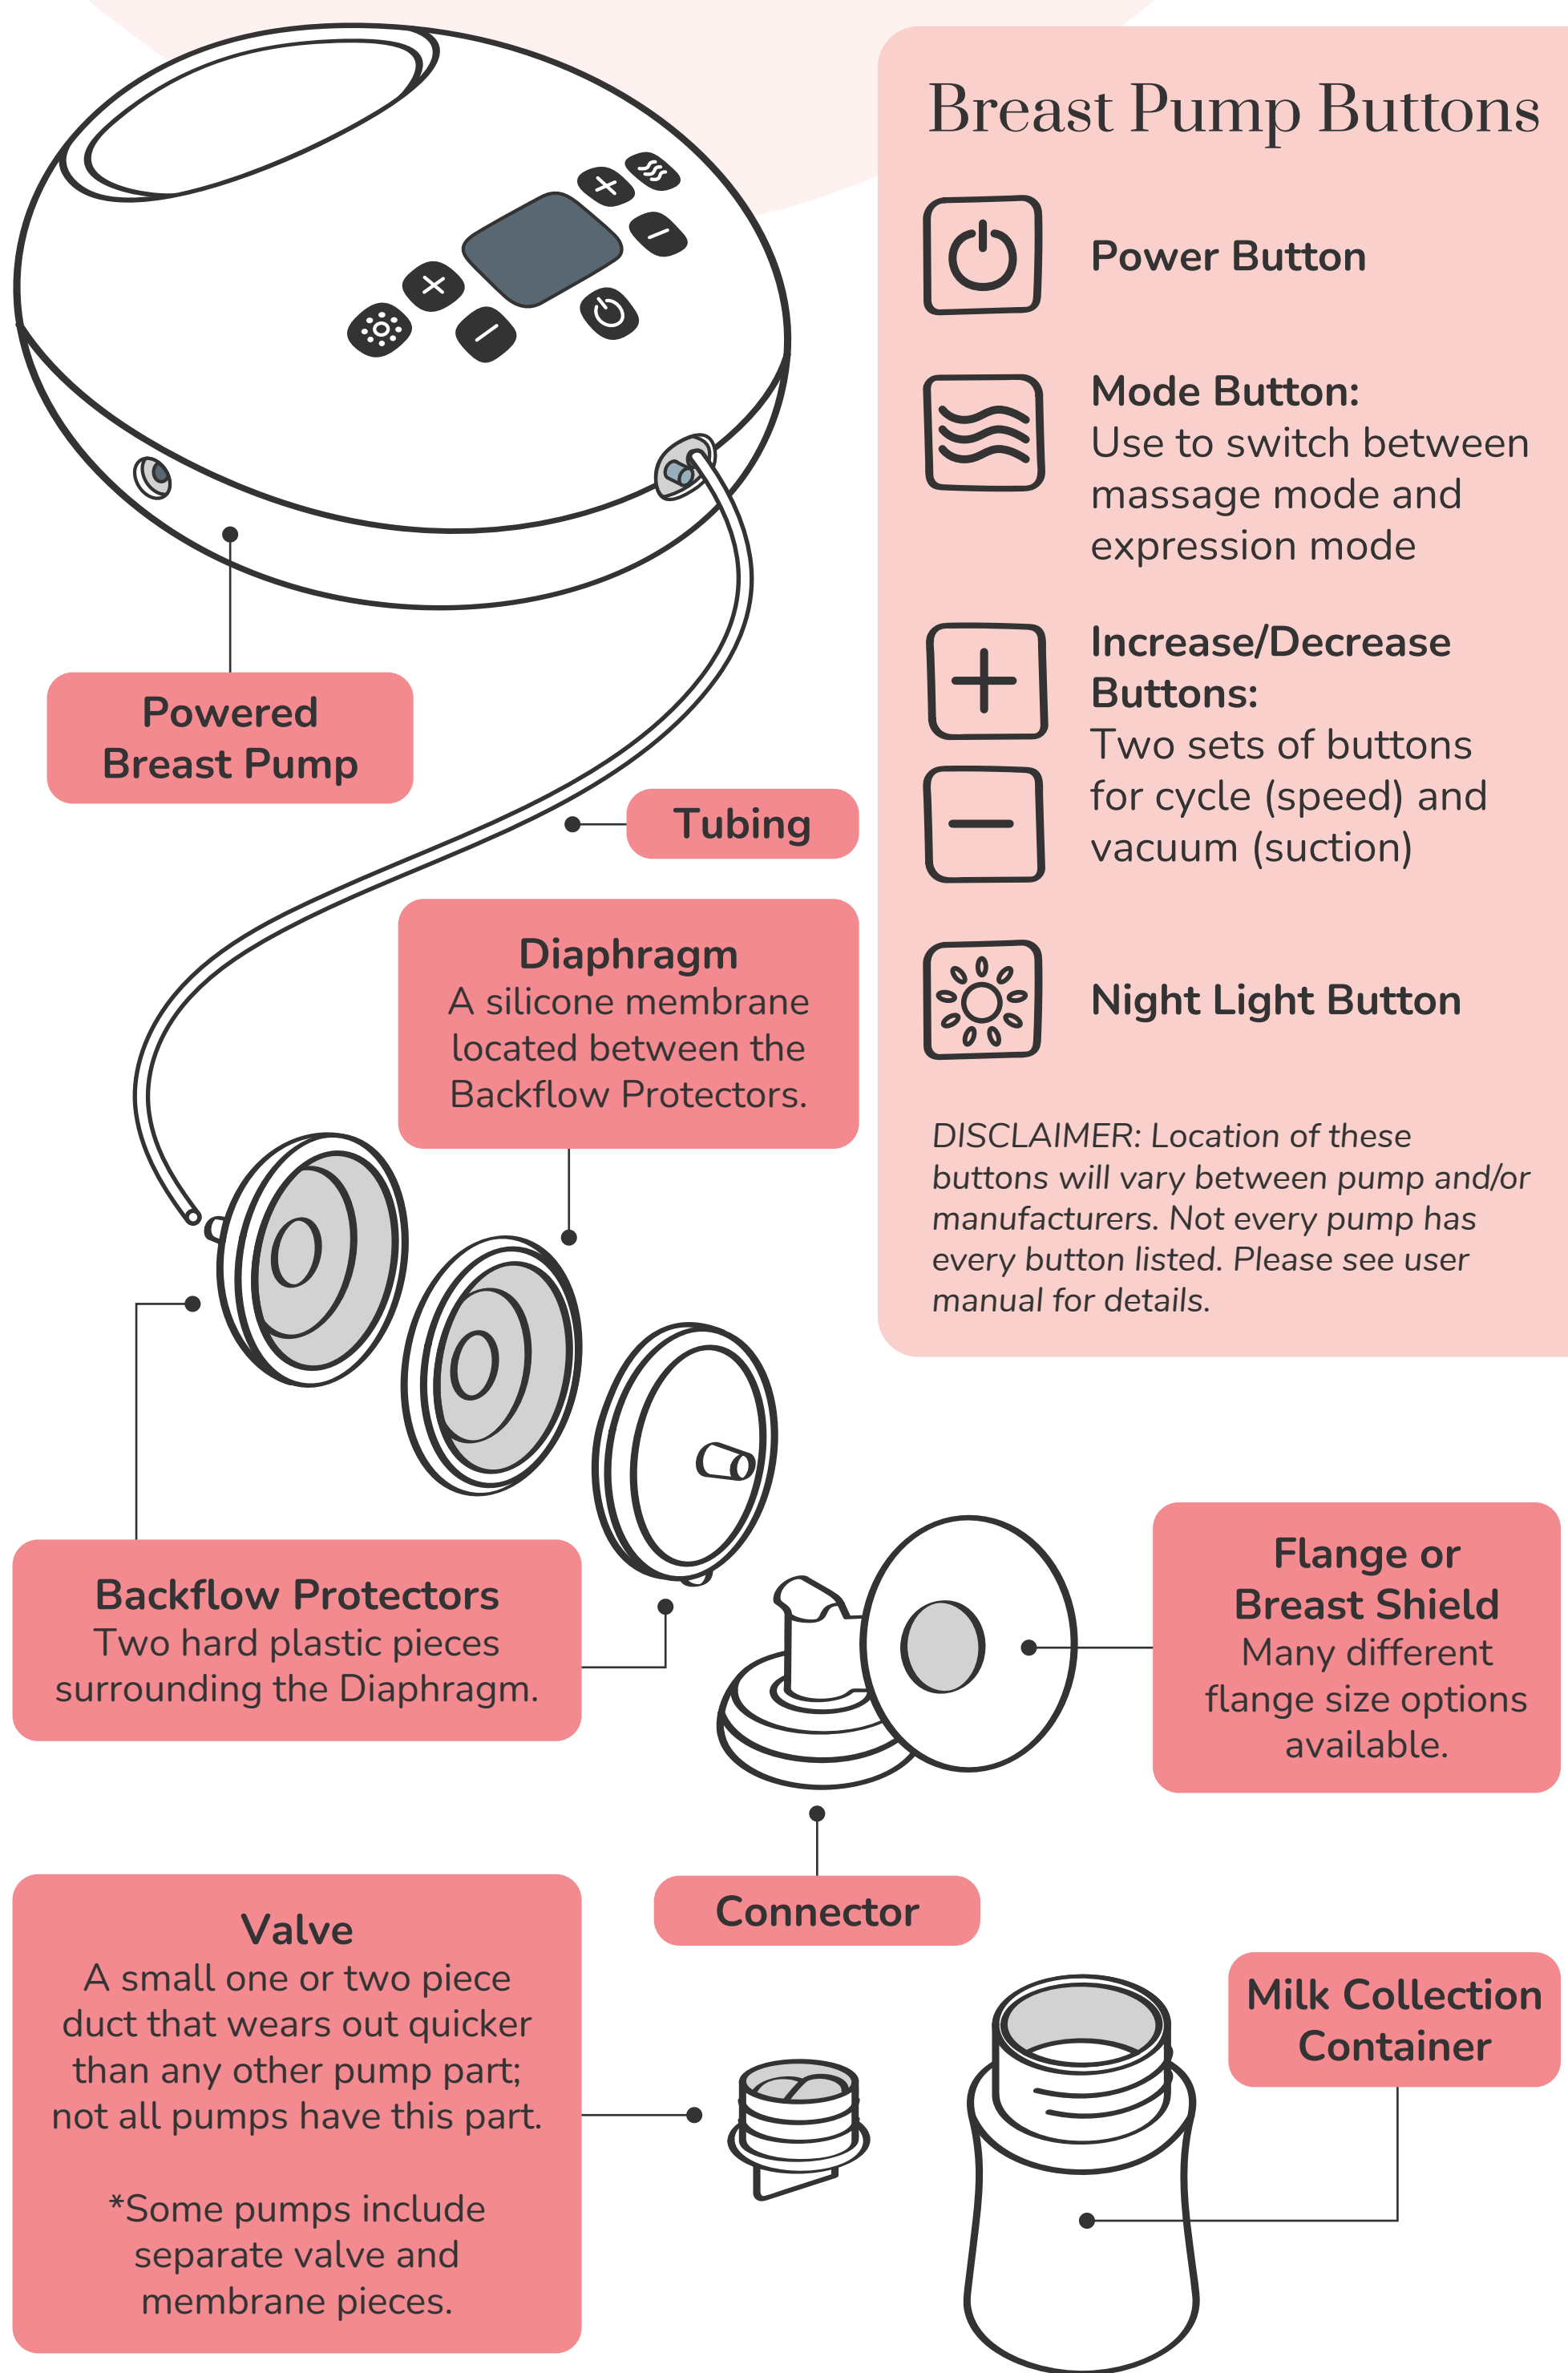 Breast Pump Buttons
Power Button
Mode Button:
Use to switch between
massage mode and
expression mode
Increase/Decrease
Buttons:
Two sets of buttons
for cycle (speed) and
vacuum (suction)
Night Light Button
DISCLAIMER: Location of these
buttons will vary between pump and/or
manufacturers. Not every pump has
every button listed. Please see user
manual for details.
Powered
Breast Pump
Tubing
Diaphragm
A silicone membrane
located between the
Backflow Protectors.
Backflow Protectors
Two hard plastic pieces
surrounding the Diaphragm.
Flange or
Breast Shield
Many different
flange size options
available.
Connector
Valve
A small one or two piece
duct that wears out quicker
than any other pump part;
not all pumps have this part.
*Some pumps include
separate valve and
membrane pieces.
Milk Collection
Container